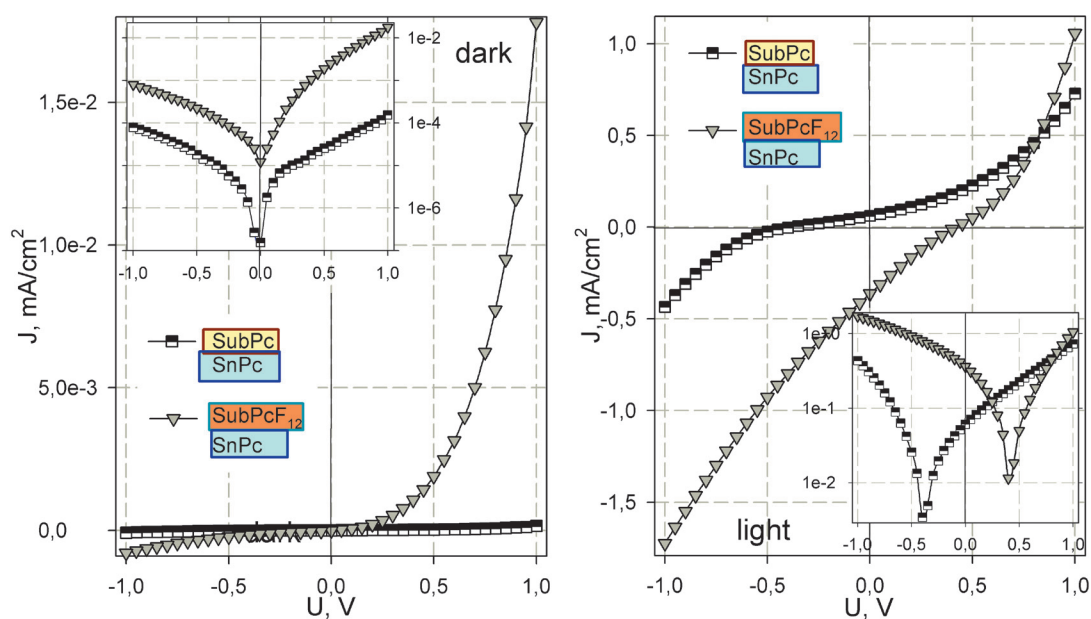 dark
J, mA/cm²
1,5e-2
1,0e-2
5,0e-3
0,0
-1,0
-0,5
0,0
0,5
1,0
U, V
1e-2
1e-4
1e-6
-1,0
-0,5
0,0
0,5
1,0
SubPc
SnPc
SubPcF₁₂
SnPc
light
J, mA/cm²
1,0
0,5
0,0
-0,5
-1,0
-1,5
-1,0
-0,5
0,0
0,5
1,0
U, V
SubPc
SnPc
SubPcF₁₂
SnPc
1e+0
1e-1
1e-2
-1,0
-0,5
0,0
0,5
1,0